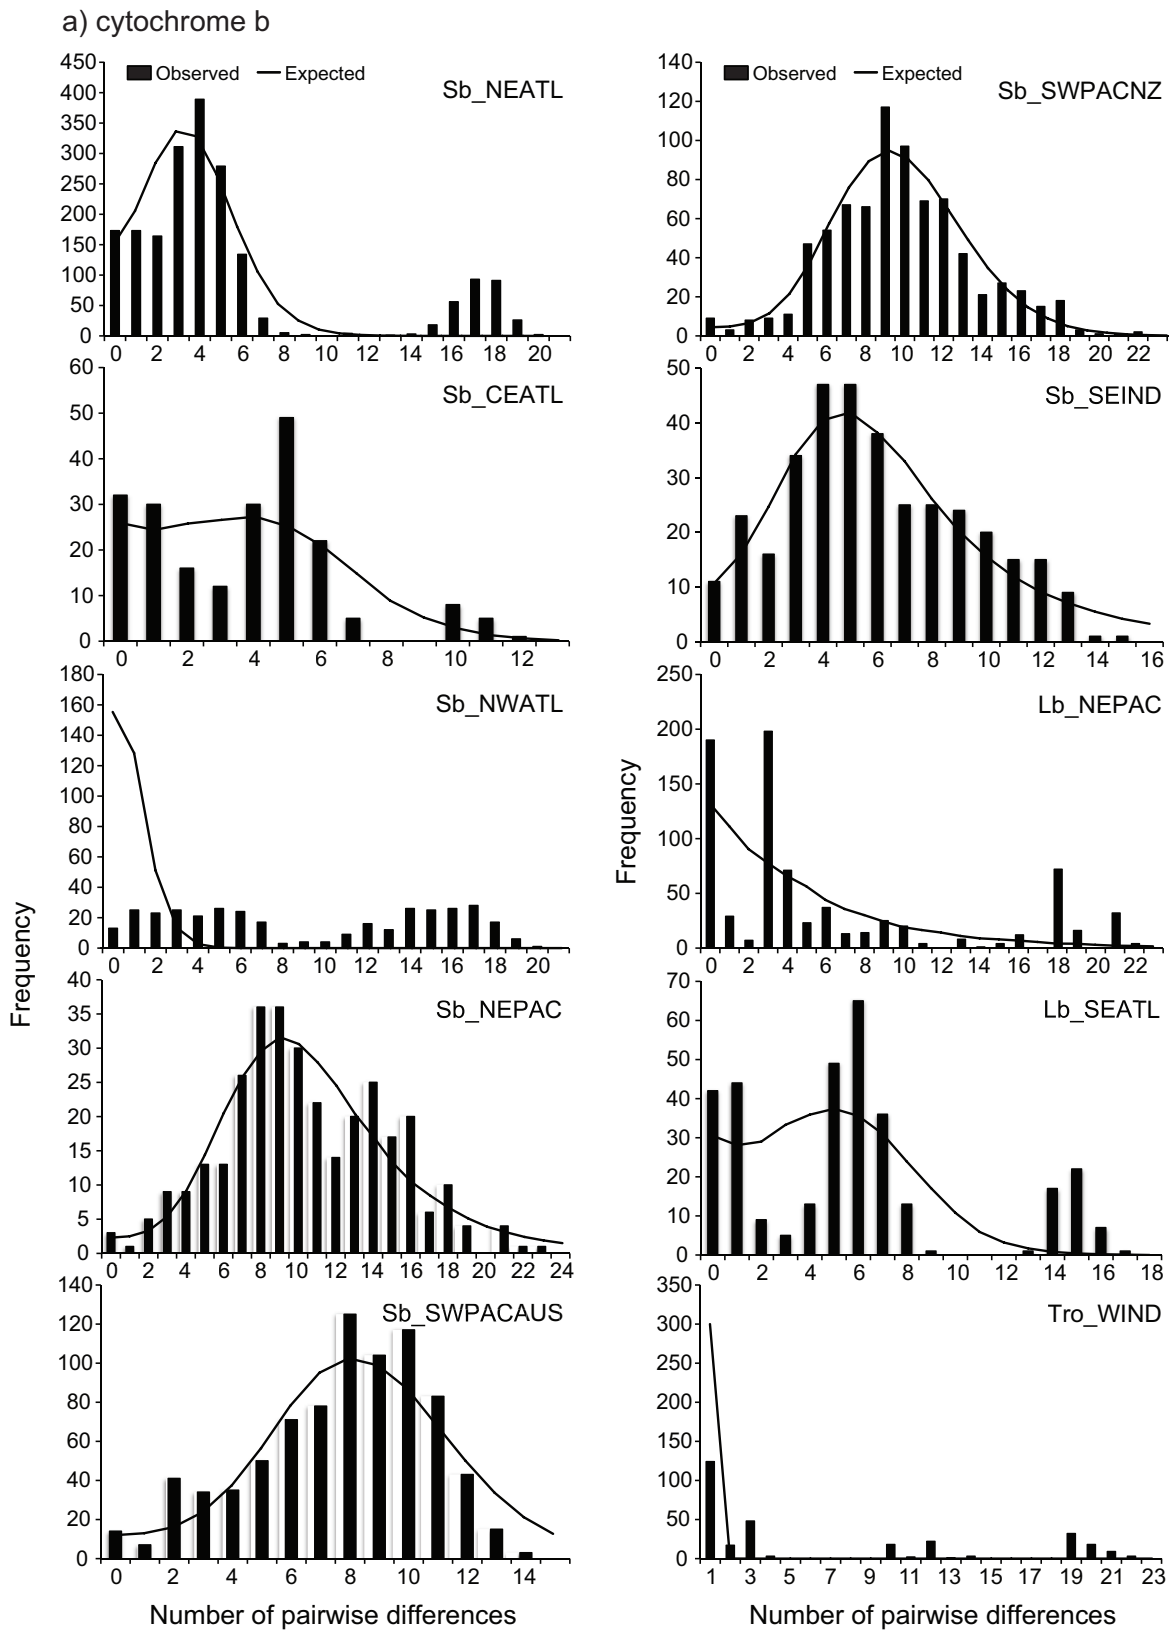 a) cytochrome b
Observed Expected
Sb_NEATL
450
400
350
300
250
200
150
100
50
0
0 2 4 6 8 10 12 14 16 18 20
Observed Expected
Sb_SWPACNZ
140
120
100
80
60
40
20
0
0 2 4 6 8 10 12 14 16 18 20 22
Sb_CEATL
60
50
40
30
20
10
0
0 2 4 6 8 10 12
Sb_SEIND
50
40
30
20
10
0
0 2 4 6 8 10 12 14 16
Sb_NWATL
180
160
140
120
100
80
60
40
20
0
0 2 4 6 8 10 12 14 16 18 20
Lb_NEPAC
250
200
150
100
50
0
0 2 4 6 8 10 12 14 16 18 20 22
Frequency
Frequency
Sb_NEPAC
40
35
30
25
20
15
10
5
0
0 2 4 6 8 10 12 14 16 18 20 22 24
Lb_SEATL
70
60
50
40
30
20
10
0
0 2 4 6 8 10 12 14 16 18
Sb_SWPACAUS
140
120
100
80
60
40
20
0
0 2 4 6 8 10 12 14
Tro_WIND
350
300
250
200
150
100
50
0
1 3 5 7 9 11 13 15 17 19 21 23
Number of pairwise differences
Number of pairwise differences